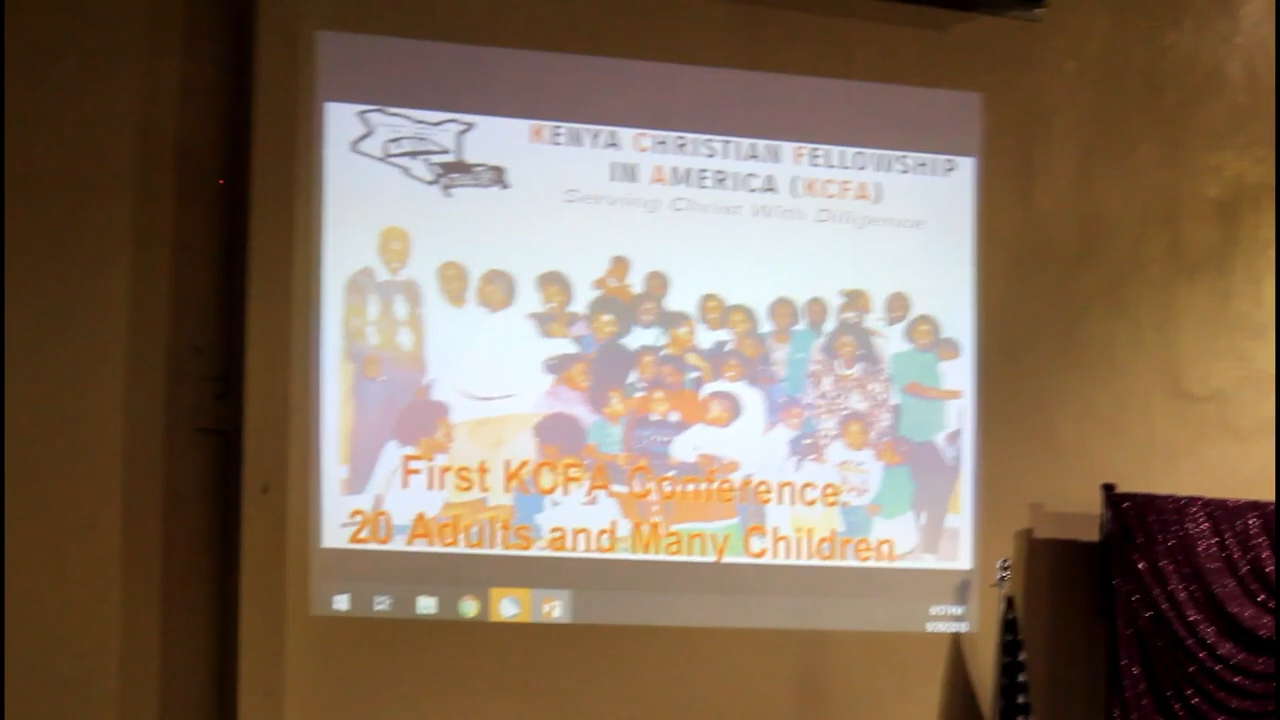 KENYA CHRISTIAN FELLOWSHIP
IN AMERICA (KCFA)
Serving Christ With Diligence
First KCFA Conference:
20 Adults and Many Children